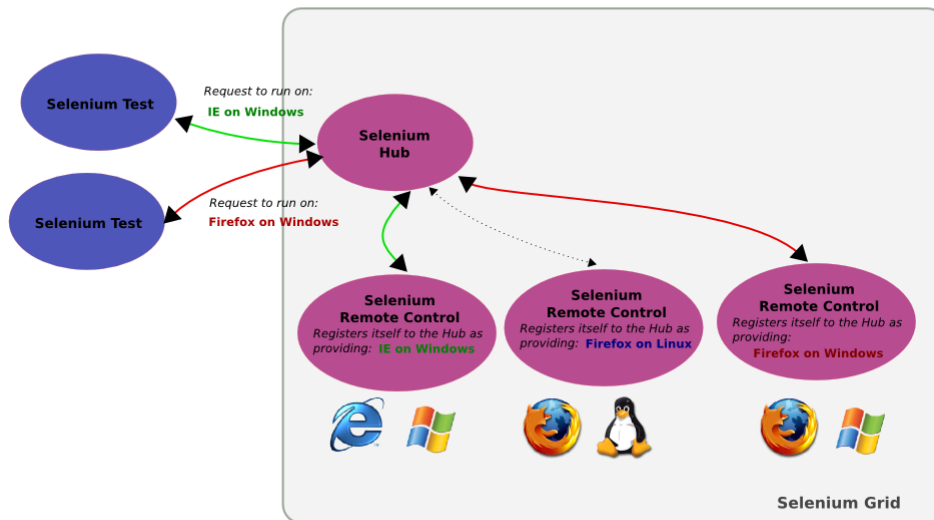 Selenium Test
Request to run on:
IE on Windows
Selenium
Hub
Selenium Test
Request to run on:
Firefox on Windows
Selenium
Remote Control
Registers itself to the Hub as
providing: IE on Windows
Selenium
Remote Control
Registers itself to the Hub as
providing: Firefox on Linux
Selenium
Remote Control
Registers itself to the Hub as
providing:
Firefox on Windows
Selenium Grid